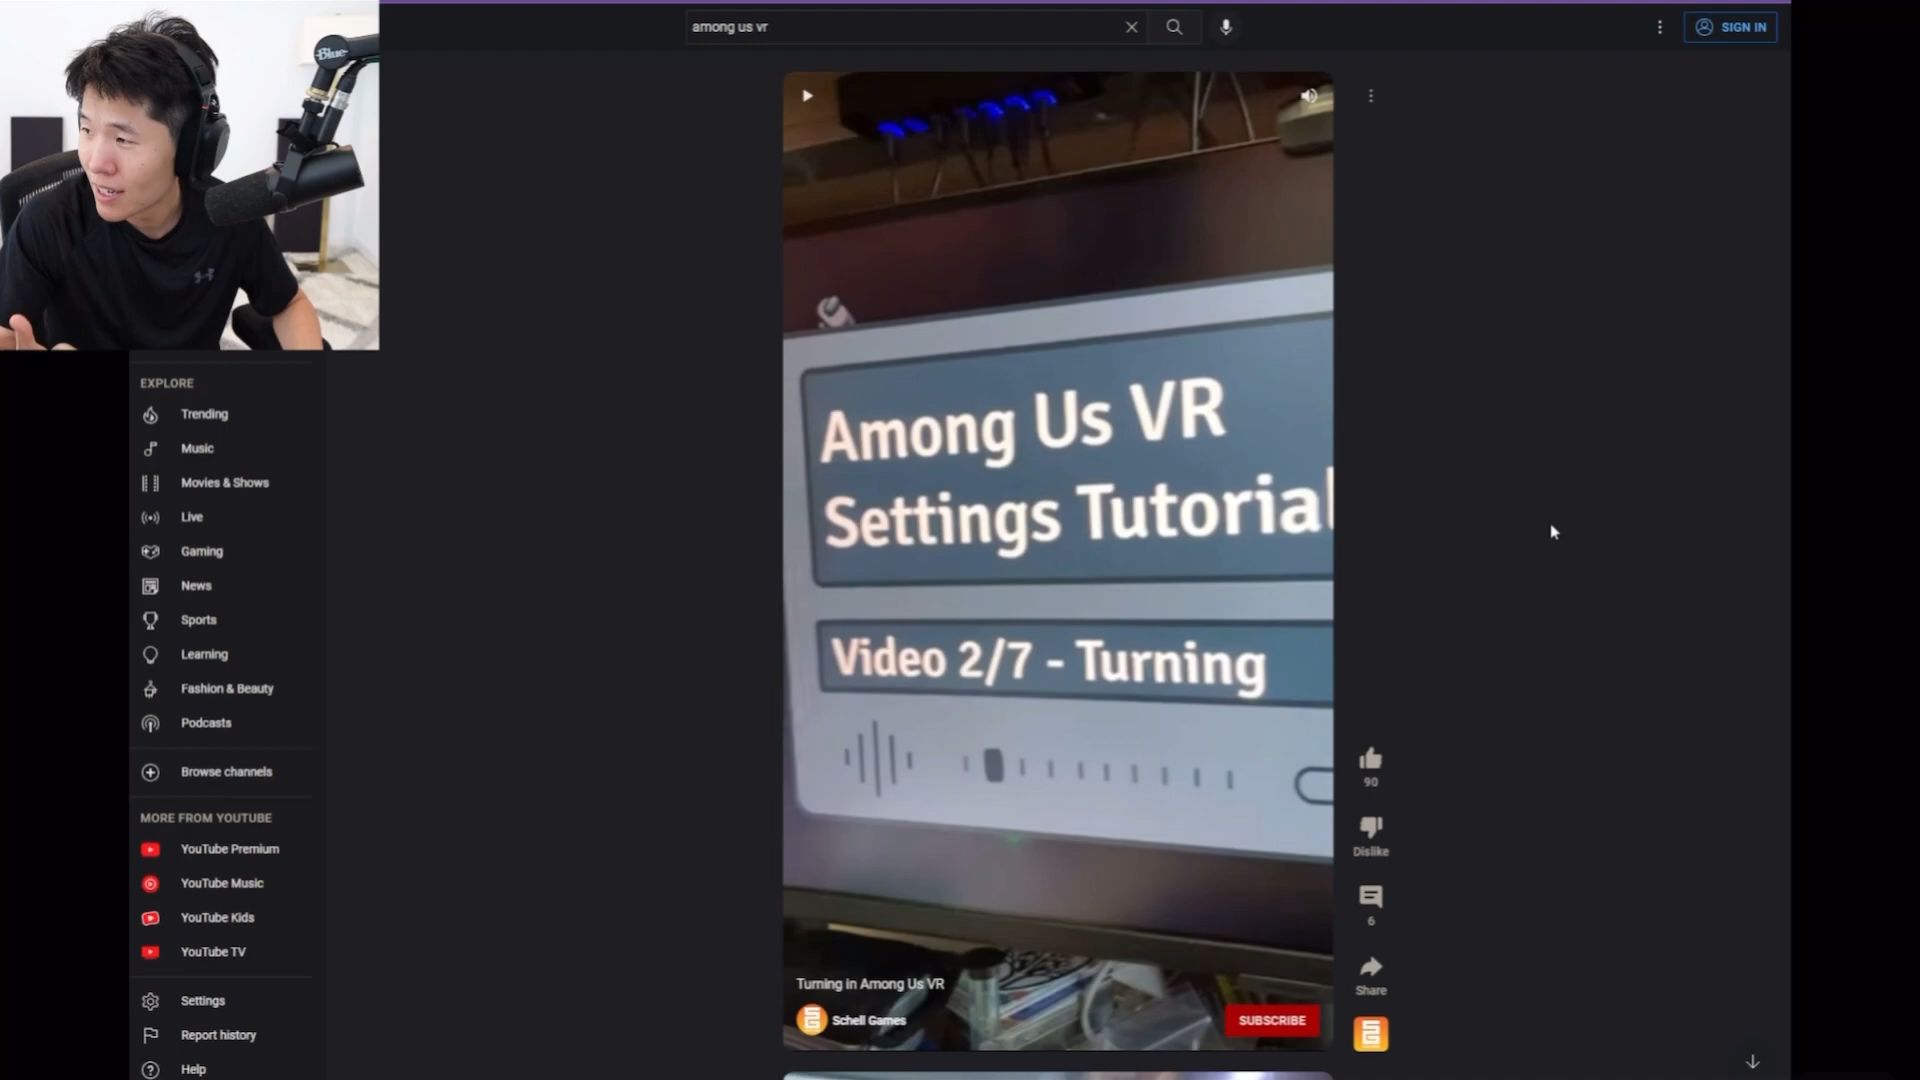 Blue
among us vr
SIGN IN
Among Us VR
Settings Tutorial
Video 2/7 - Turning
EXPLORE
Trending
Music
Movies & Shows
Live
Gaming
News
Sports
Learning
Fashion & Beauty
Podcasts
Browse channels
MORE FROM YOUTUBE
YouTube Premium
YouTube Music
YouTube Kids
YouTube TV
Settings
Report history
Help
90
Dislike
6
Share
Turning in Among Us VR
Schell Games
SUBSCRIBE